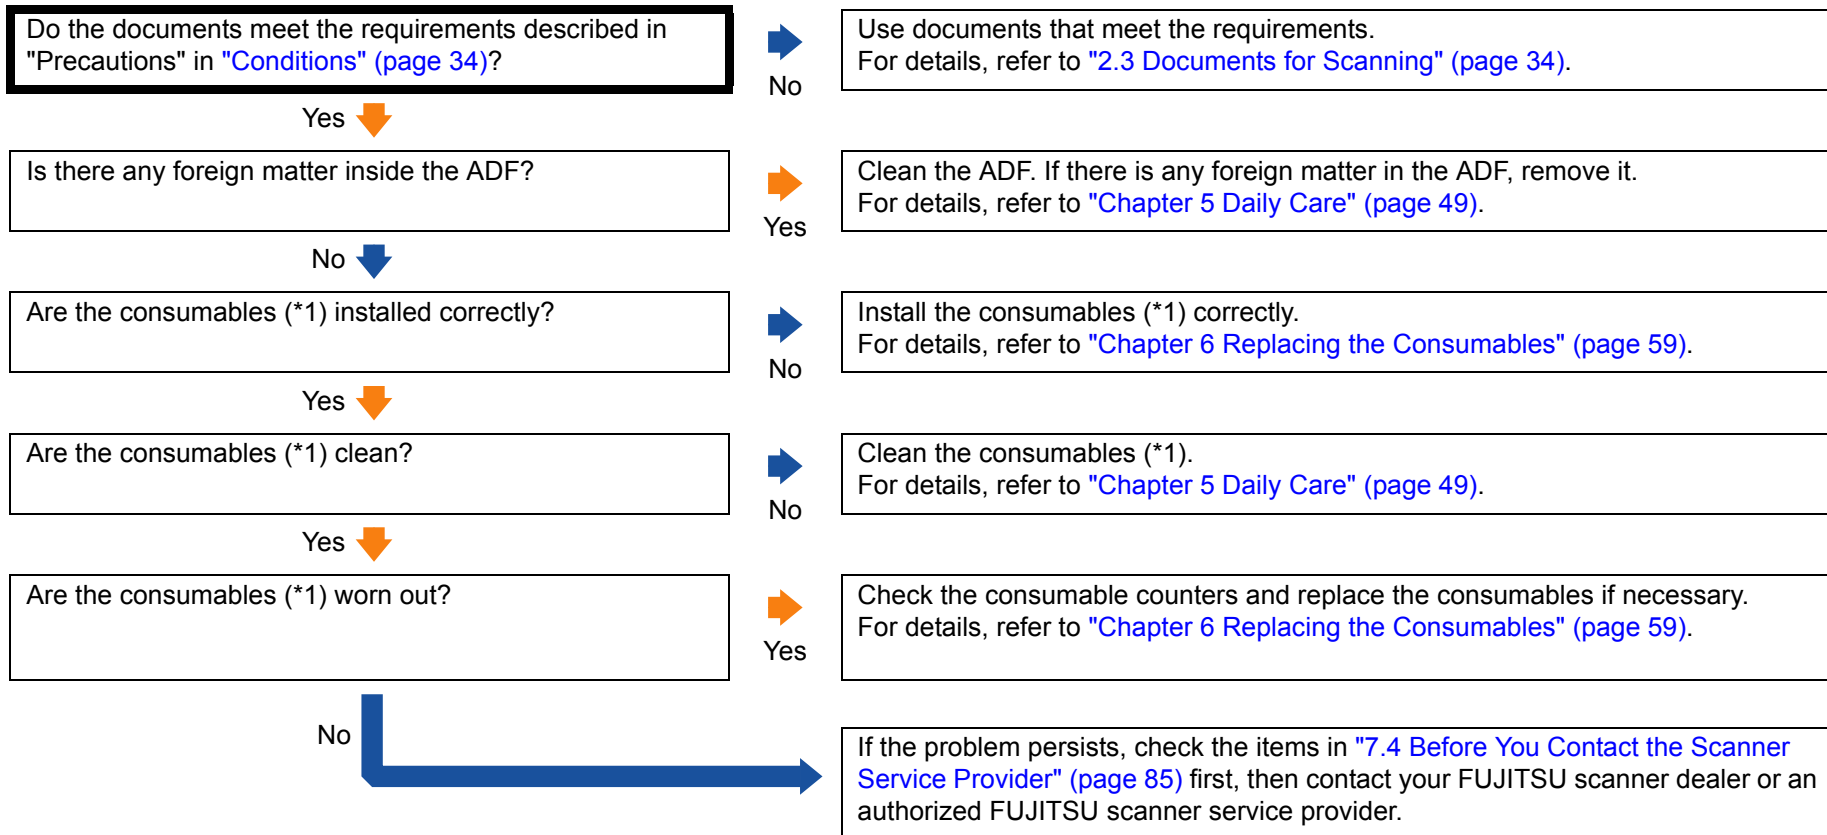 Do the documents meet the requirements described in
"Precautions" in "Conditions" (page 34)?
No
Use documents that meet the requirements.
For details, refer to "2.3 Documents for Scanning" (page 34).
Yes
Is there any foreign matter inside the ADF?
Yes
Clean the ADF. If there is any foreign matter in the ADF, remove it.
For details, refer to "Chapter 5 Daily Care" (page 49).
No
Are the consumables (*1) installed correctly?
No
Install the consumables (*1) correctly.
For details, refer to "Chapter 6 Replacing the Consumables" (page 59).
Yes
Are the consumables (*1) clean?
No
Clean the consumables (*1).
For details, refer to "Chapter 5 Daily Care" (page 49).
Yes
Are the consumables (*1) worn out?
Yes
Check the consumable counters and replace the consumables if necessary.
For details, refer to "Chapter 6 Replacing the Consumables" (page 59).
No
If the problem persists, check the items in "7.4 Before You Contact the Scanner
Service Provider" (page 85) first, then contact your FUJITSU scanner dealer or an
authorized FUJITSU scanner service provider.